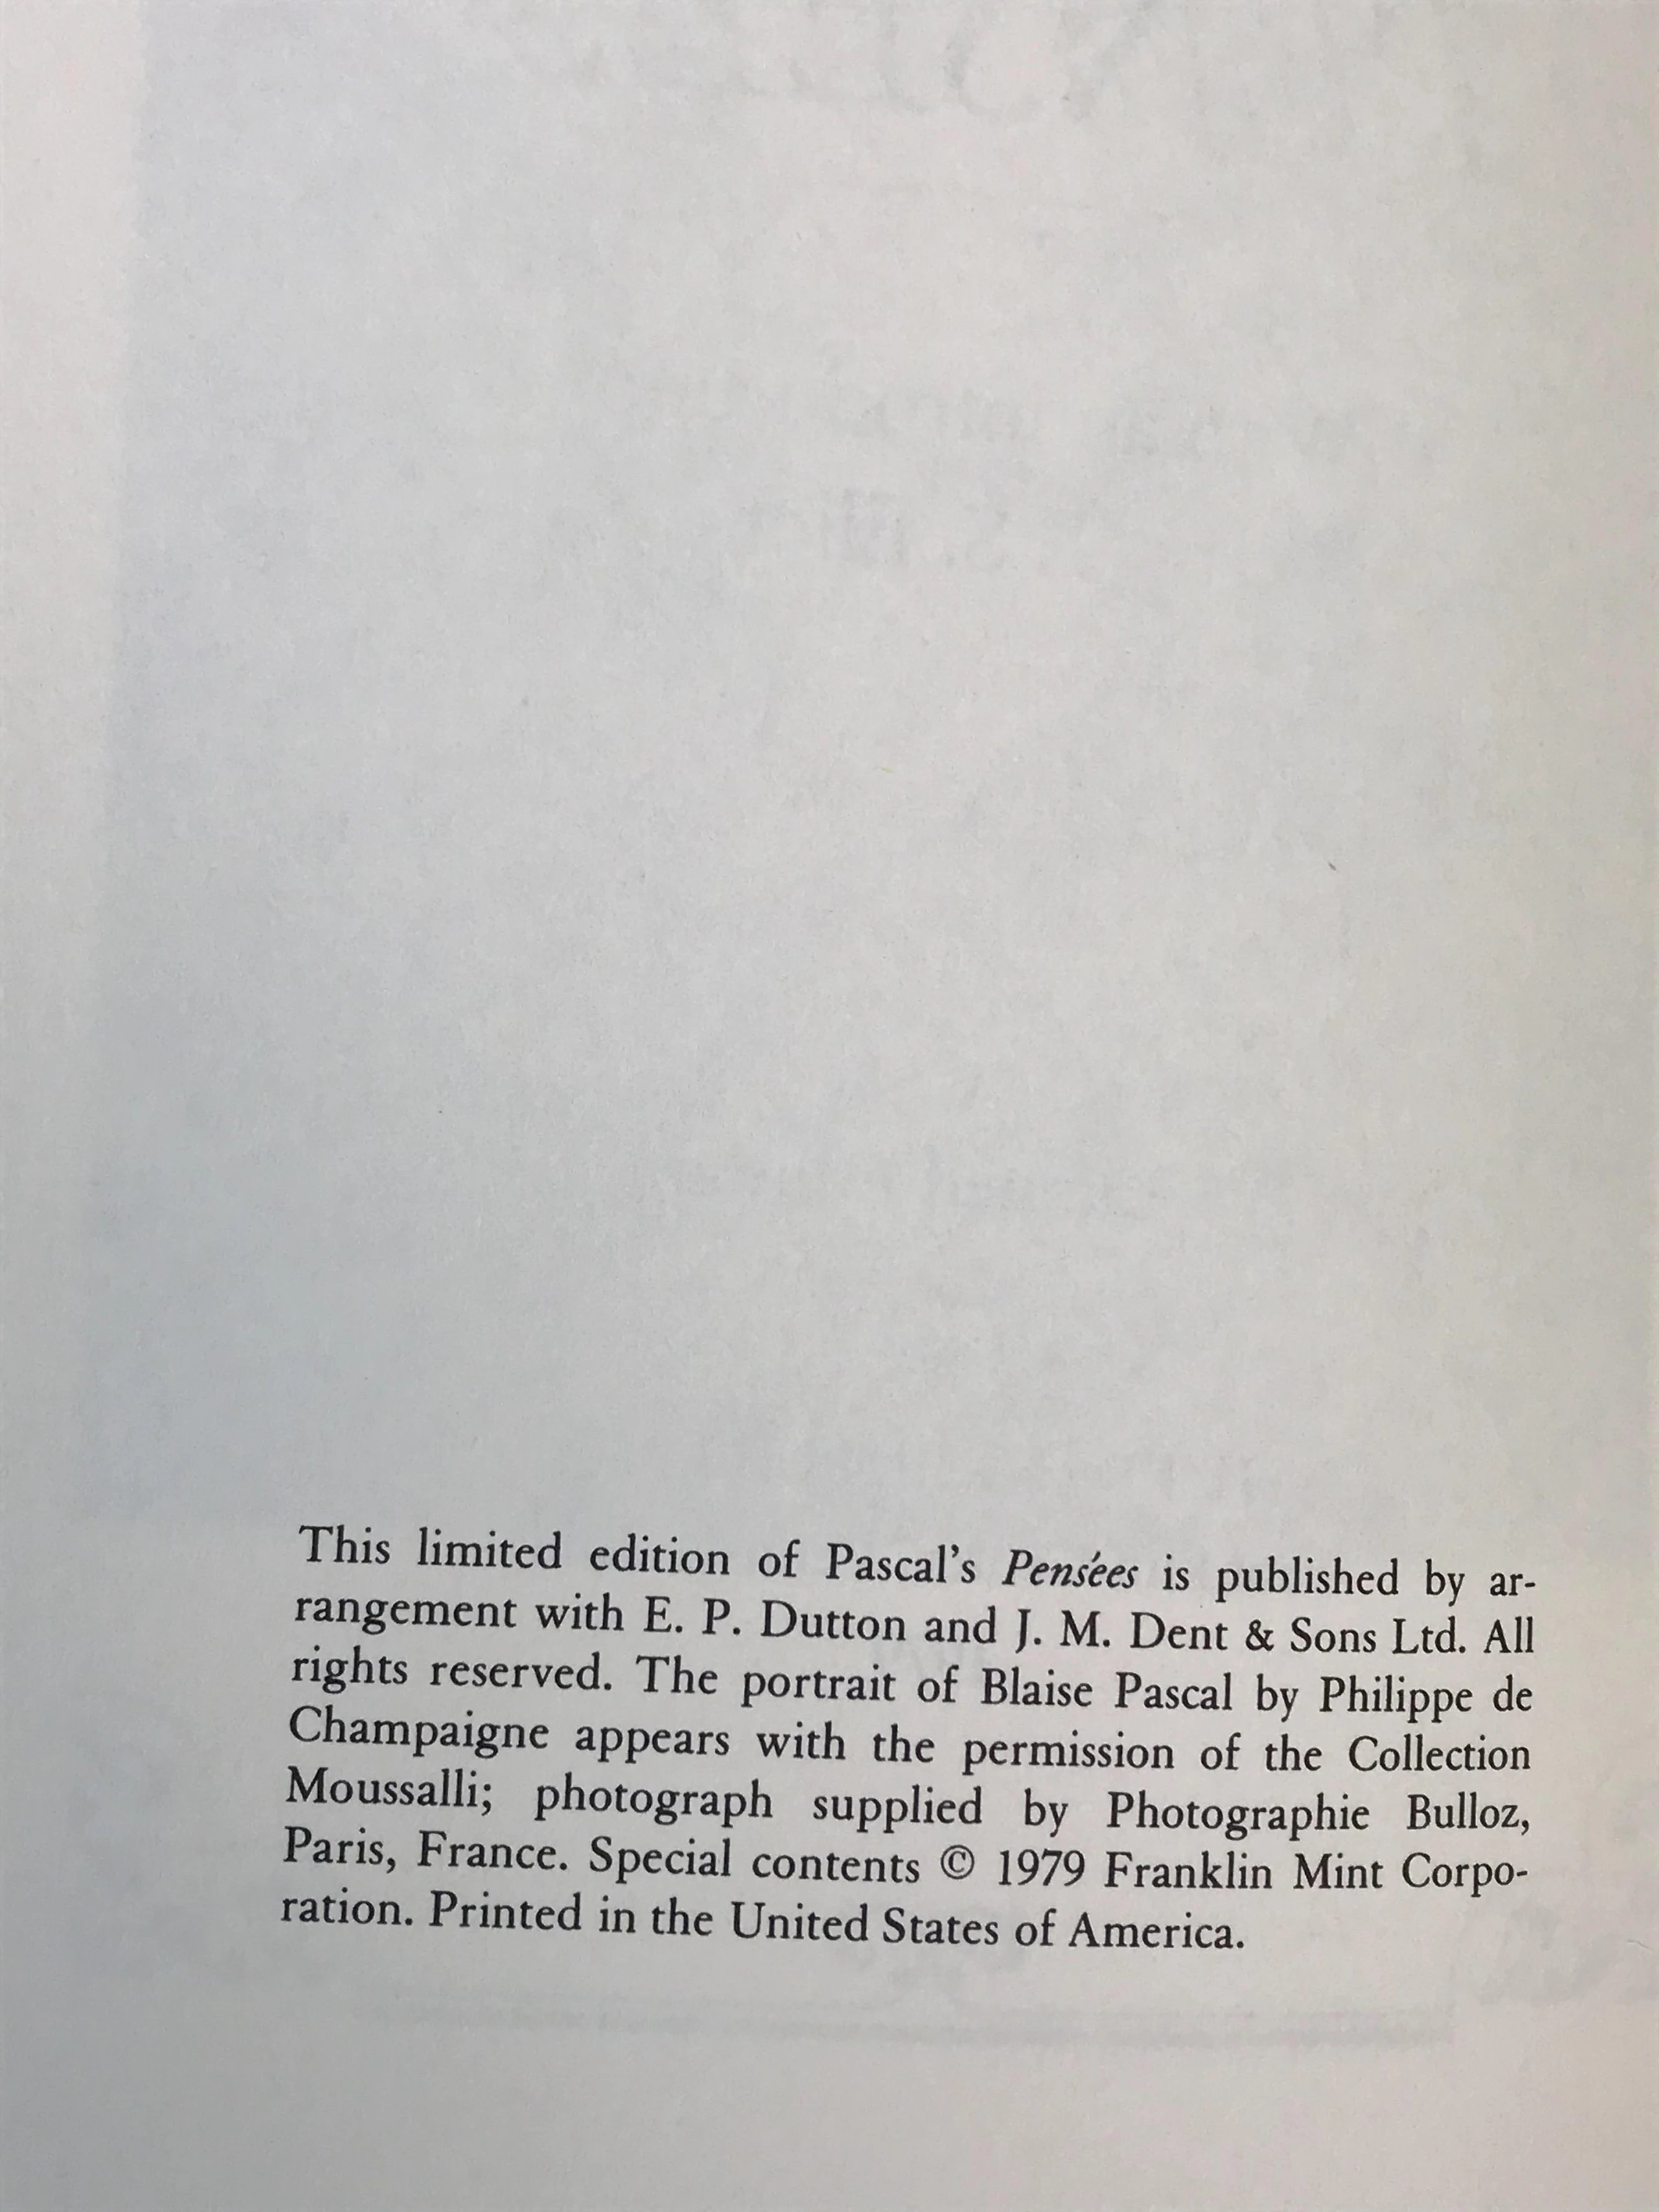 This limited edition of Pascal's Pensées is published by ar-
rangement with E. P. Dutton and J. M. Dent & Sons Ltd. All
rights reserved. The portrait of Blaise Pascal by Philippe de
Champaigne appears with the permission of the Collection
Moussalli; photograph supplied by Photographie Bulloz,
Paris, France. Special contents © 1979 Franklin Mint Corpo-
ration. Printed in the United States of America.